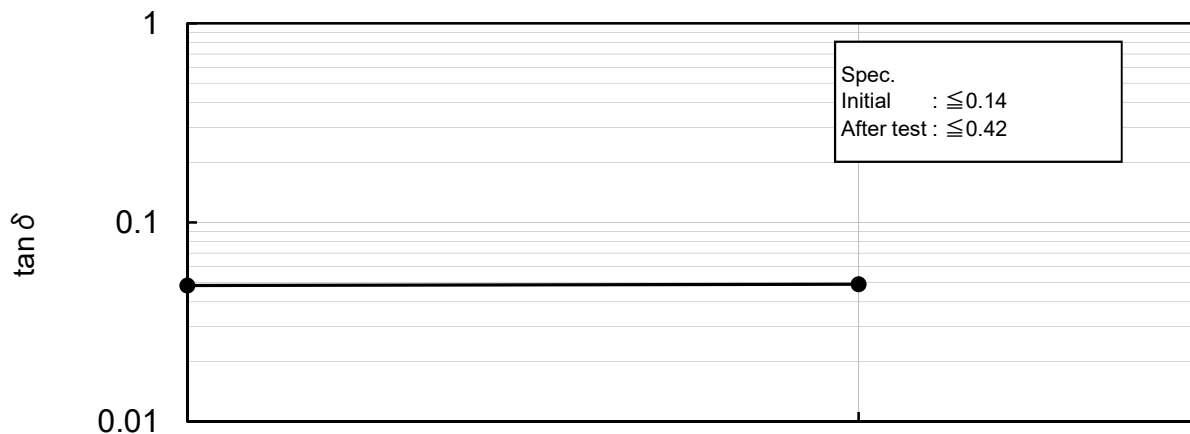 1
Spec.
Initial : ≦0.14
After test : ≦0.42
0.1
tan δ
0.01